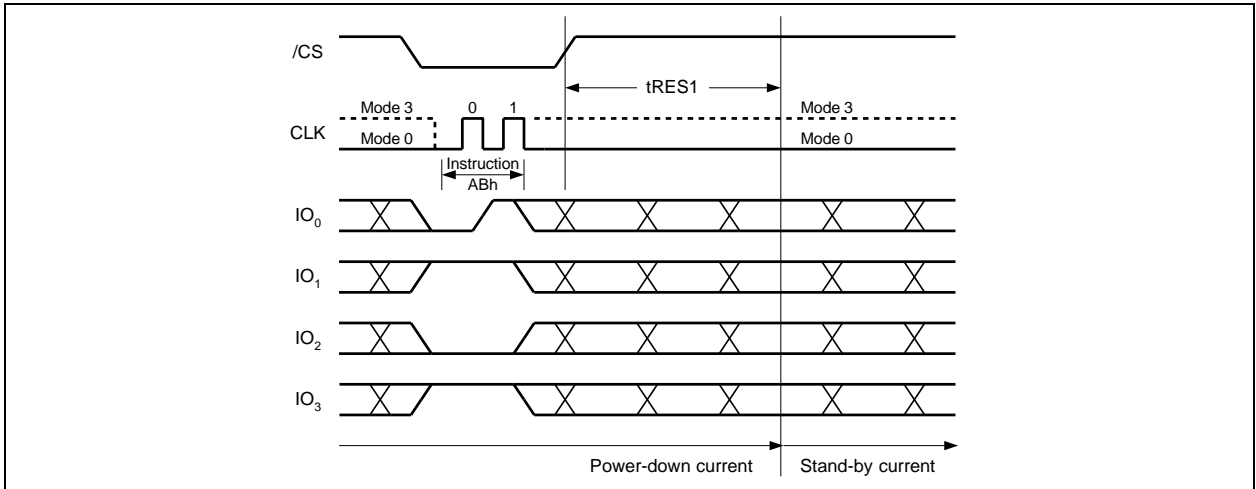 /CS
tRES1
Mode 3 0 1 Mode 3
CLK
Mode 0 Mode 0
Instruction
ABh
IO0
IO1
IO2
IO3
Power-down current Stand-by current